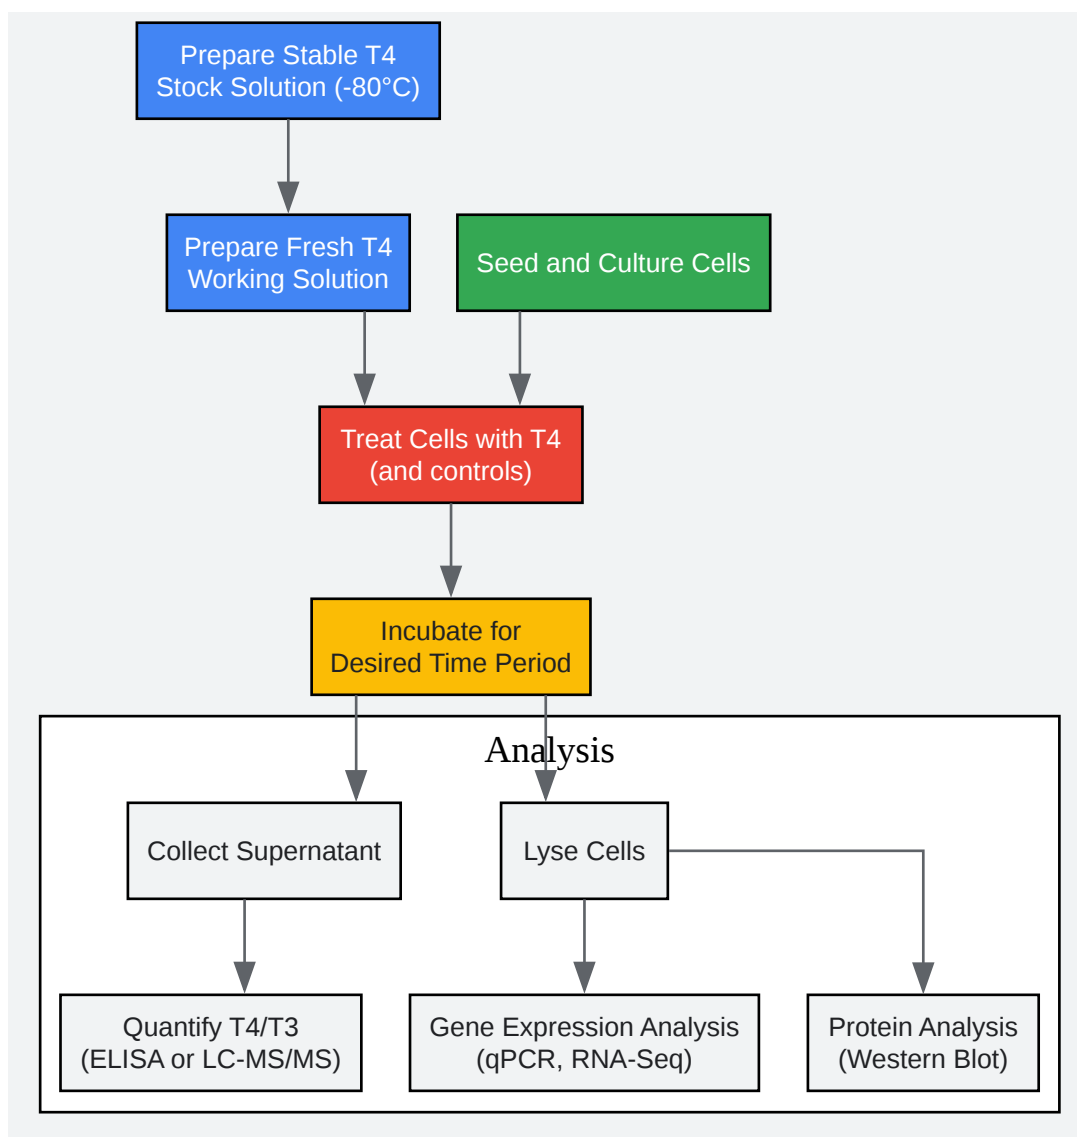 Prepare Stable T4
Stock Solution (-80°C)
Prepare Fresh T4
Working Solution
Seed and Culture Cells
Treat Cells with T4
(and controls)
Incubate for
Desired Time Period
Analysis
Collect Supernatant
Lyse Cells
Quantify T4/T3
(ELISA or LC-MS/MS)
Gene Expression Analysis
(qPCR, RNA-Seq)
Protein Analysis
(Western Blot)